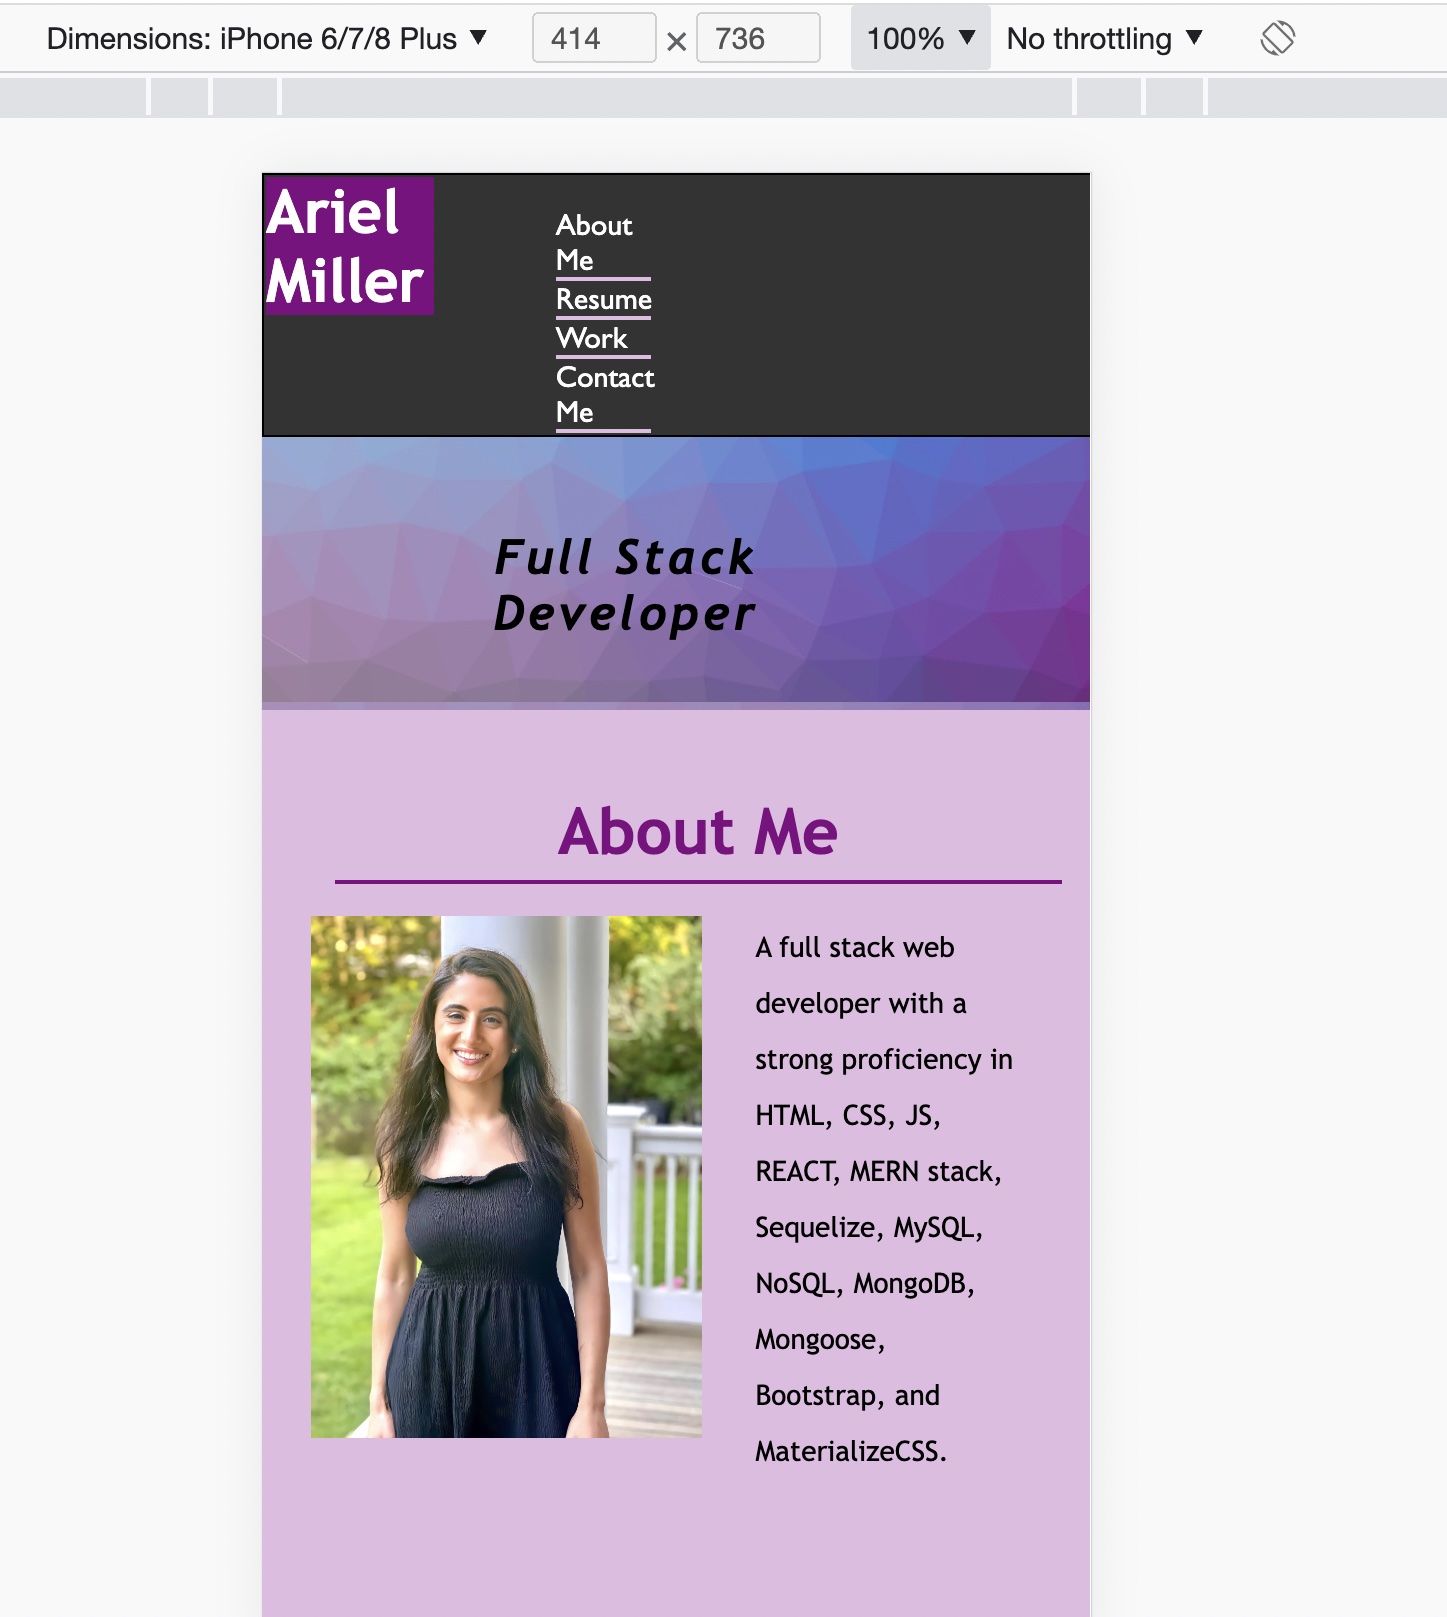 Dimensions: iPhone 6/7/8 Plus ▼ 414 × 736 100% ▼ No throttling ▼
Ariel
Miller
About
Me
Resume
Work
Contact
Me
Full Stack
Developer
About Me
A full stack web
developer with a
strong proficiency in
HTML, CSS, JS,
REACT, MERN stack,
Sequelize, MySQL,
NoSQL, MongoDB,
Mongoose,
Bootstrap, and
MaterializeCSS.